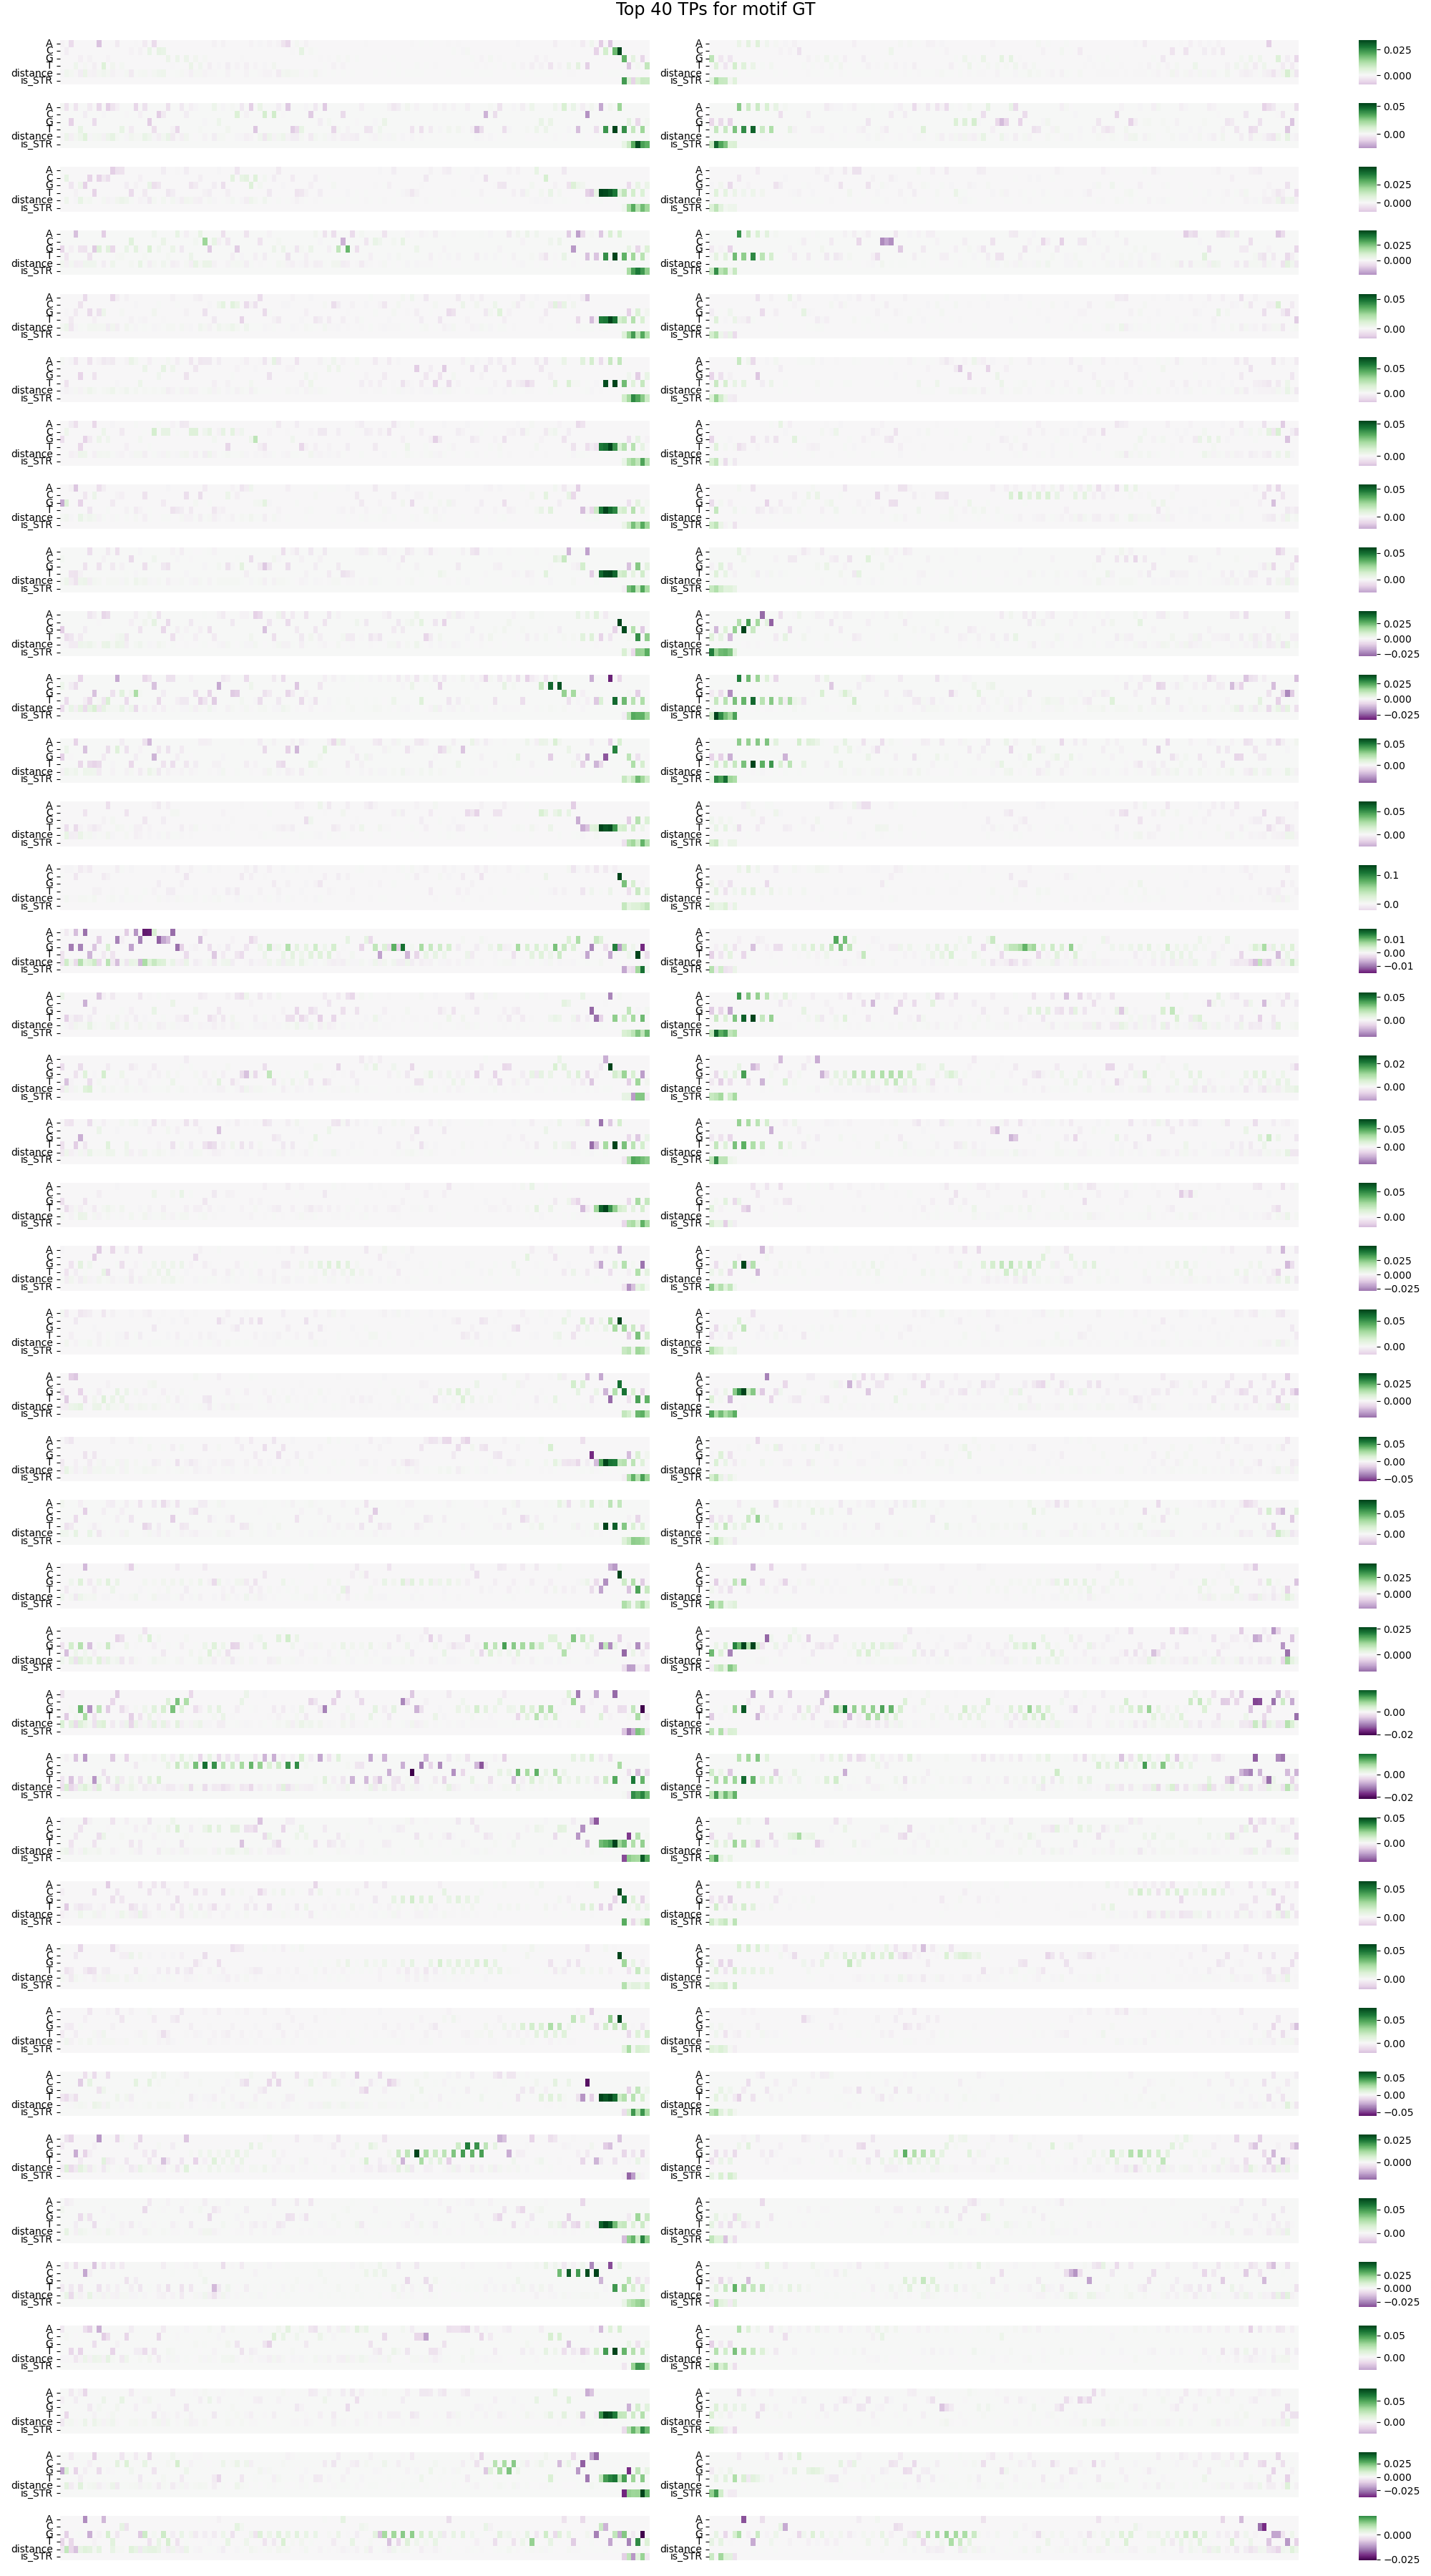 Top 40 TPs for motif GT
A C G T distance is_STR A C G T distance is_STR 0.025 0.000
A C G T distance is_STR A C G T distance is_STR 0.05 0.00
A C G T distance is_STR A C G T distance is_STR 0.025 0.000
A C G T distance is_STR A C G T distance is_STR 0.025 0.000
A C G T distance is_STR A C G T distance is_STR 0.05 0.00
A C G T distance is_STR A C G T distance is_STR 0.05 0.00
A C G T distance is_STR A C G T distance is_STR 0.05 0.00
A C G T distance is_STR A C G T distance is_STR 0.05 0.00
A C G T distance is_STR A C G T distance is_STR 0.05 0.00
A C G T distance is_STR A C G T distance is_STR 0.025 0.000 −0.025
A C G T distance is_STR A C G T distance is_STR 0.025 0.000 −0.025
A C G T distance is_STR A C G T distance is_STR 0.05 0.00
A C G T distance is_STR A C G T distance is_STR 0.05 0.00
A C G T distance is_STR A C G T distance is_STR 0.1 0.0
A C G T distance is_STR A C G T distance is_STR 0.01 0.00 −0.01
A C G T distance is_STR A C G T distance is_STR 0.05 0.00
A C G T distance is_STR A C G T distance is_STR 0.02 0.00
A C G T distance is_STR A C G T distance is_STR 0.05 0.00
A C G T distance is_STR A C G T distance is_STR 0.05 0.00
A C G T distance is_STR A C G T distance is_STR 0.025 0.000 −0.025
A C G T distance is_STR A C G T distance is_STR 0.05 0.00
A C G T distance is_STR A C G T distance is_STR 0.025 0.000
A C G T distance is_STR A C G T distance is_STR 0.05 0.00 −0.05
A C G T distance is_STR A C G T distance is_STR 0.05 0.00
A C G T distance is_STR A C G T distance is_STR 0.025 0.000
A C G T distance is_STR A C G T distance is_STR 0.025 0.000
A C G T distance is_STR A C G T distance is_STR 0.00 −0.02
A C G T distance is_STR A C G T distance is_STR 0.00 −0.02
A C G T distance is_STR A C G T distance is_STR 0.05 0.00
A C G T distance is_STR A C G T distance is_STR 0.05 0.00
A C G T distance is_STR A C G T distance is_STR 0.05 0.00
A C G T distance is_STR A C G T distance is_STR 0.05 0.00
A C G T distance is_STR A C G T distance is_STR 0.05 0.00 −0.05
A C G T distance is_STR A C G T distance is_STR 0.025 0.000
A C G T distance is_STR A C G T distance is_STR 0.05 0.00
A C G T distance is_STR A C G T distance is_STR 0.025 0.000 −0.025
A C G T distance is_STR A C G T distance is_STR 0.05 0.00
A C G T distance is_STR A C G T distance is_STR 0.05 0.00
A C G T distance is_STR A C G T distance is_STR 0.025 0.000 −0.025
A C G T distance is_STR A C G T distance is_STR 0.000 −0.025